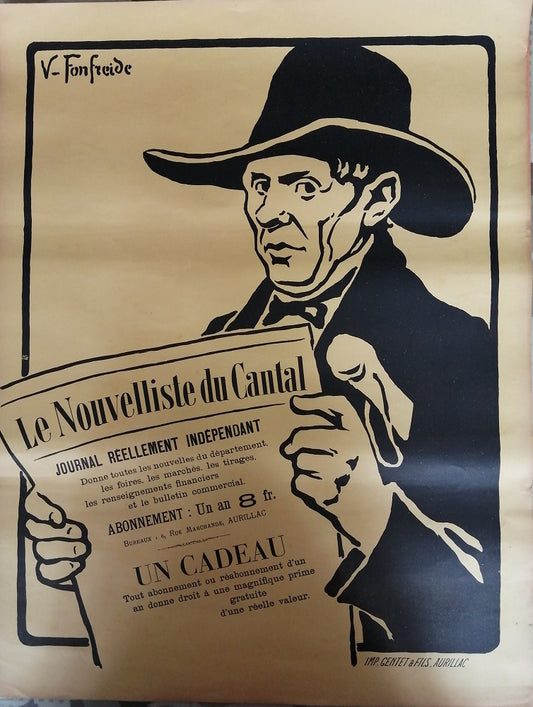 V-Fonfreide
Le Nouvelliste du Cantal
JOURNAL RÉELLEMENT INDÉPENDANT
Donne toutes les nouvelles du département,
les foires, les marchés, les tirages,
les renseignements financiers
et le bulletin commercial.
ABONNEMENT : Un an 8 fr.
BUREAUX : 6, RUE MARCHANDE, AURILLAC
UN CADEAU
Tout abonnement ou réabonnement d'un
an donne droit à une magnifique prime
gratuite
d'une réelle valeur.
IMP. GENTET & FILS, AURILLAC